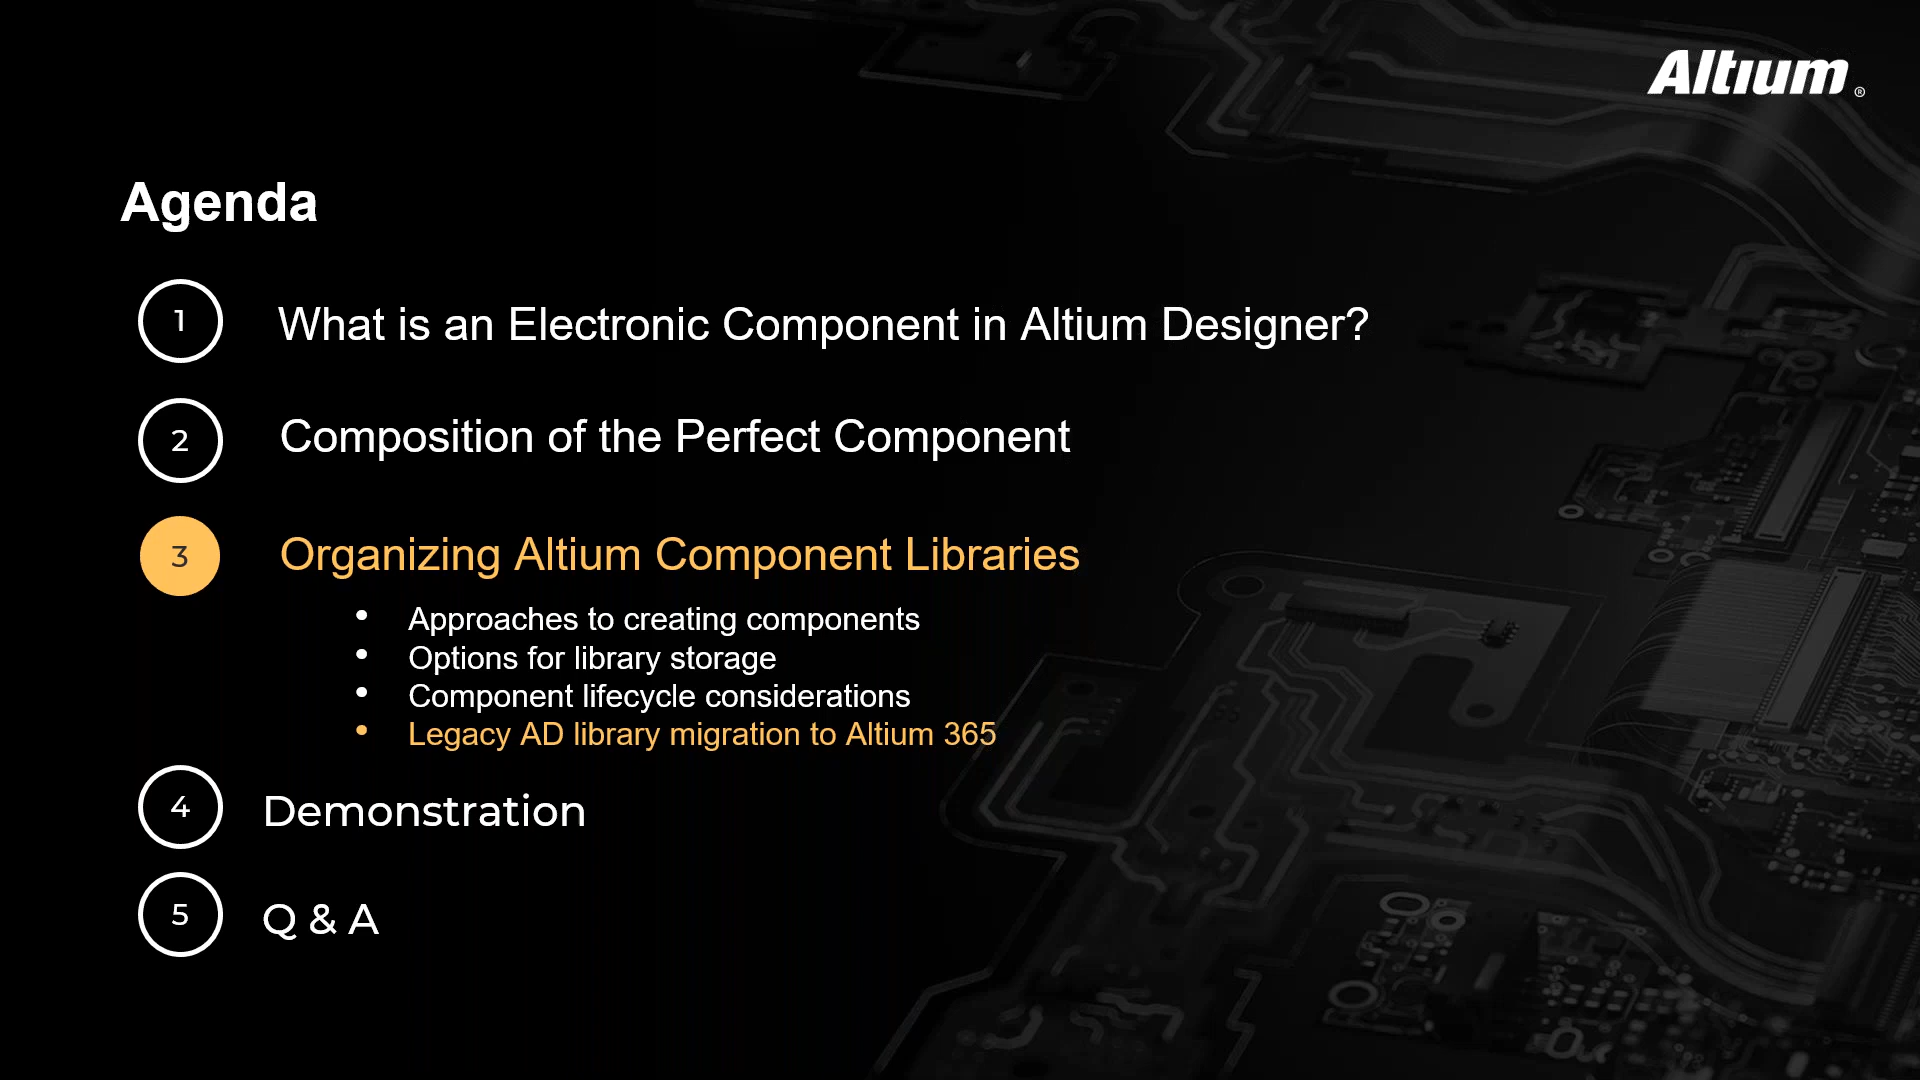 Altium®
Agenda
1 What is an Electronic Component in Altium Designer?
2 Composition of the Perfect Component
3 Organizing Altium Component Libraries
• Approaches to creating components
• Options for library storage
• Component lifecycle considerations
• Legacy AD library migration to Altium 365
4 Demonstration
5 Q & A